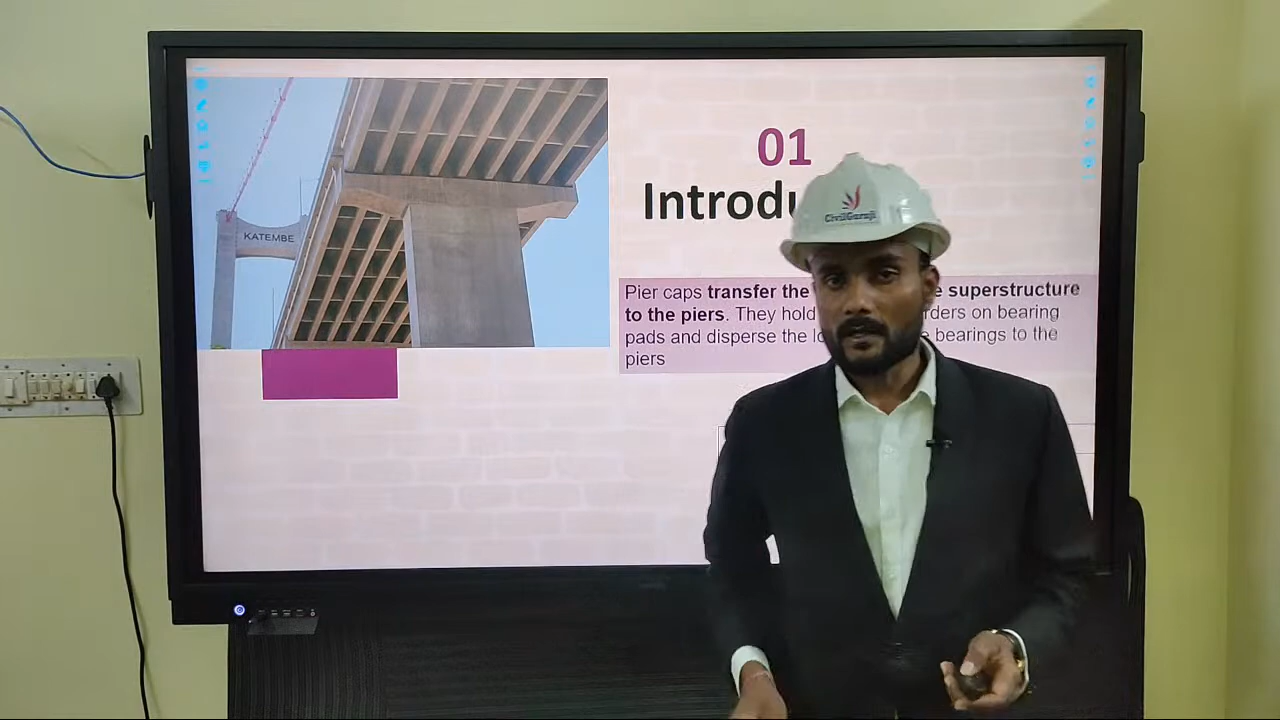 KATEMBE
01
Introdu
CivilGuruji
Pier caps transfer the e superstructure
to the piers. They hold rders on bearing
pads and disperse the lo e bearings to the
piers